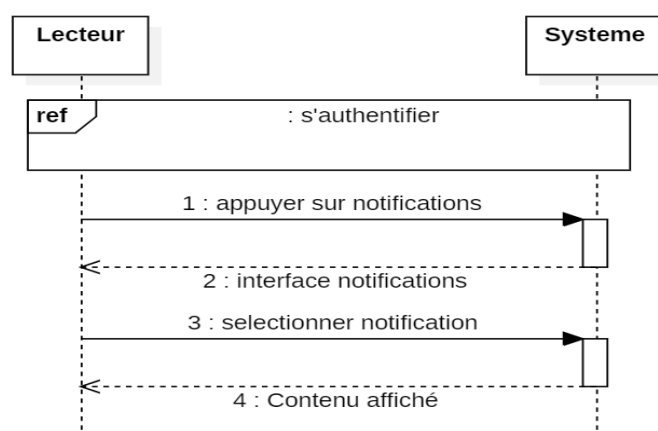 Lecteur
Systeme
ref
: s'authentifier
1 : appuyer sur notifications
2 : interface notifications
3 : selectionner notification
4 : Contenu affiché